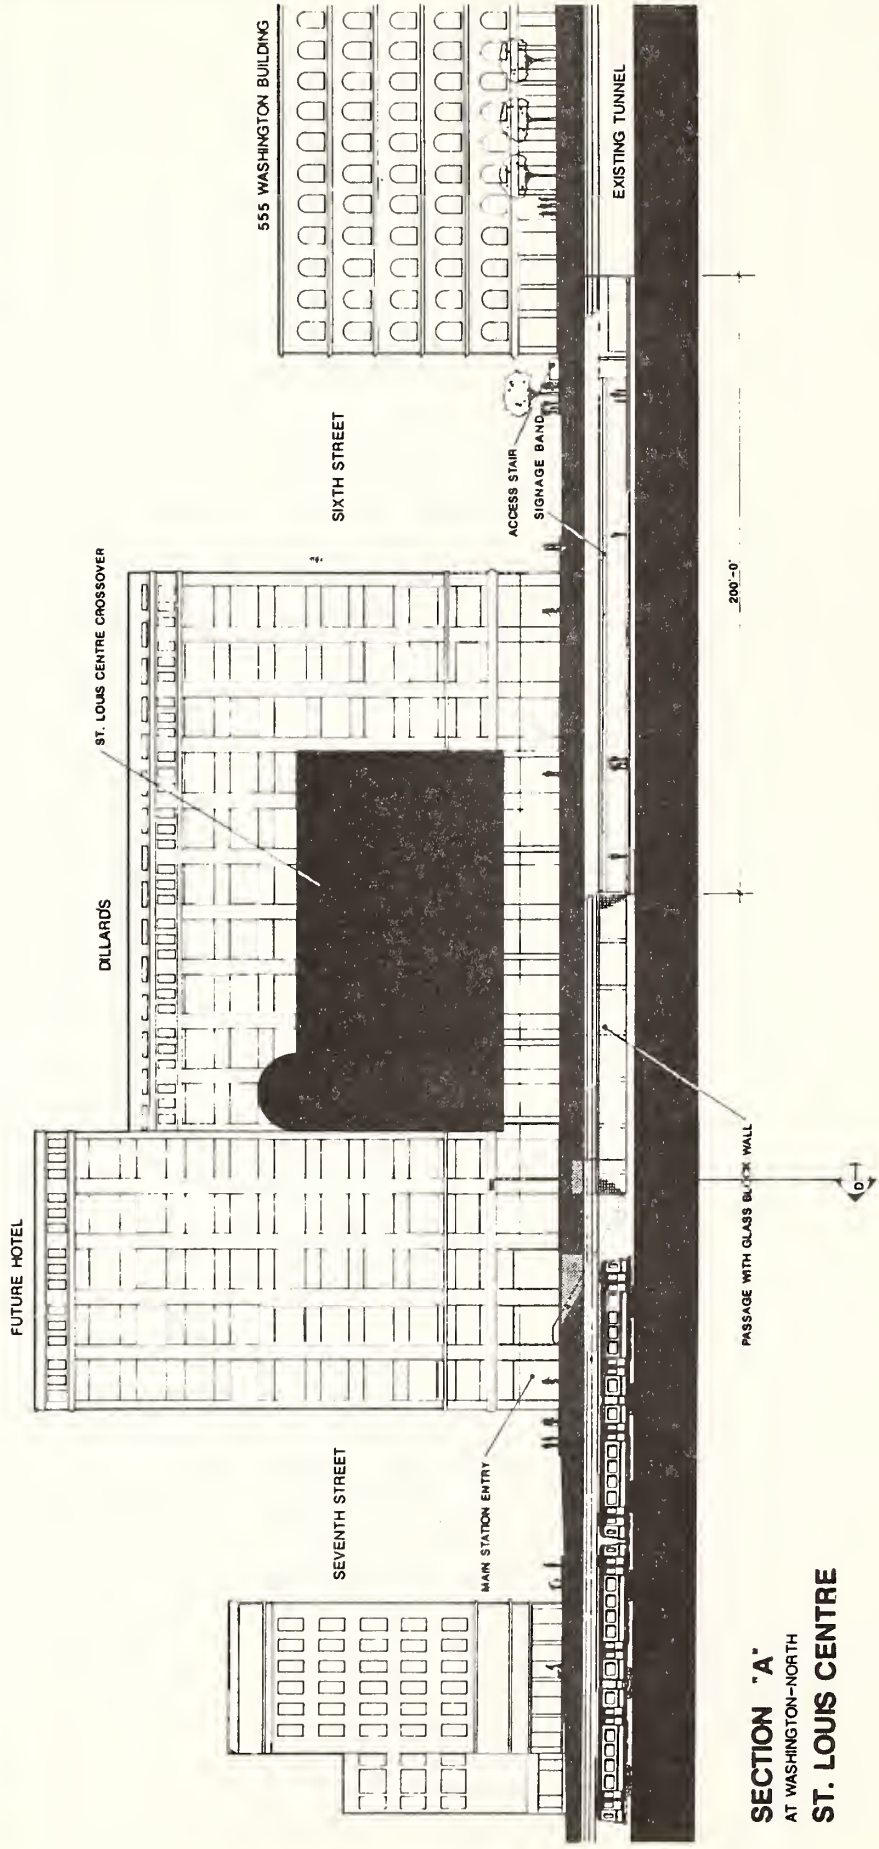 FUTURE HOTEL
DILLARD'S
ST. LOUIS CENTRE CROSSOVER
555 WASHINGTON BUILDING
SEVENTH STREET
SIXTH STREET
MAIN STATION ENTRY
ACCESS STAIR
SIGNAGE BAND
EXISTING TUNNEL
200'-0"
PASSAGE WITH GLASS BLOCK WALL
D
SECTION "A"
AT WASHINGTON-NORTH
ST. LOUIS CENTRE